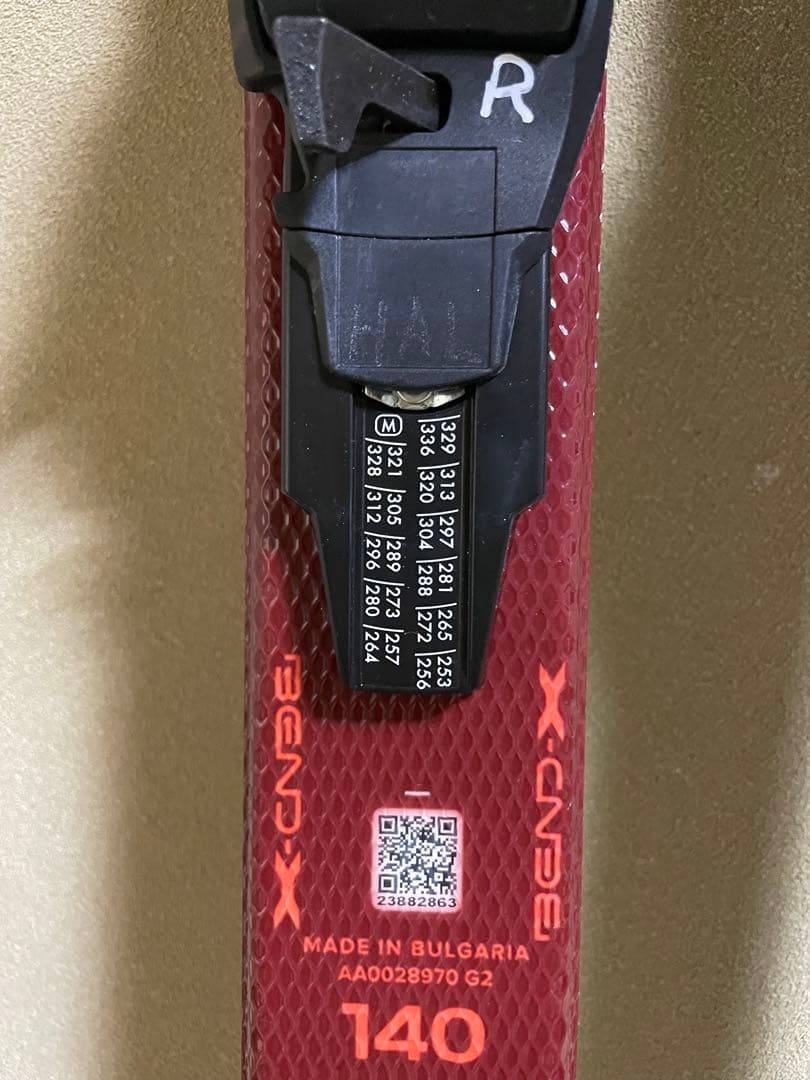 R
329 313 297 281 265 253
336 320 304 288 272 256
321 305 289 273 257
M
328 312 296 280 264
BEND-X
BEND-X
23882863
MADE IN BULGARIA
AA0028970 G2
140